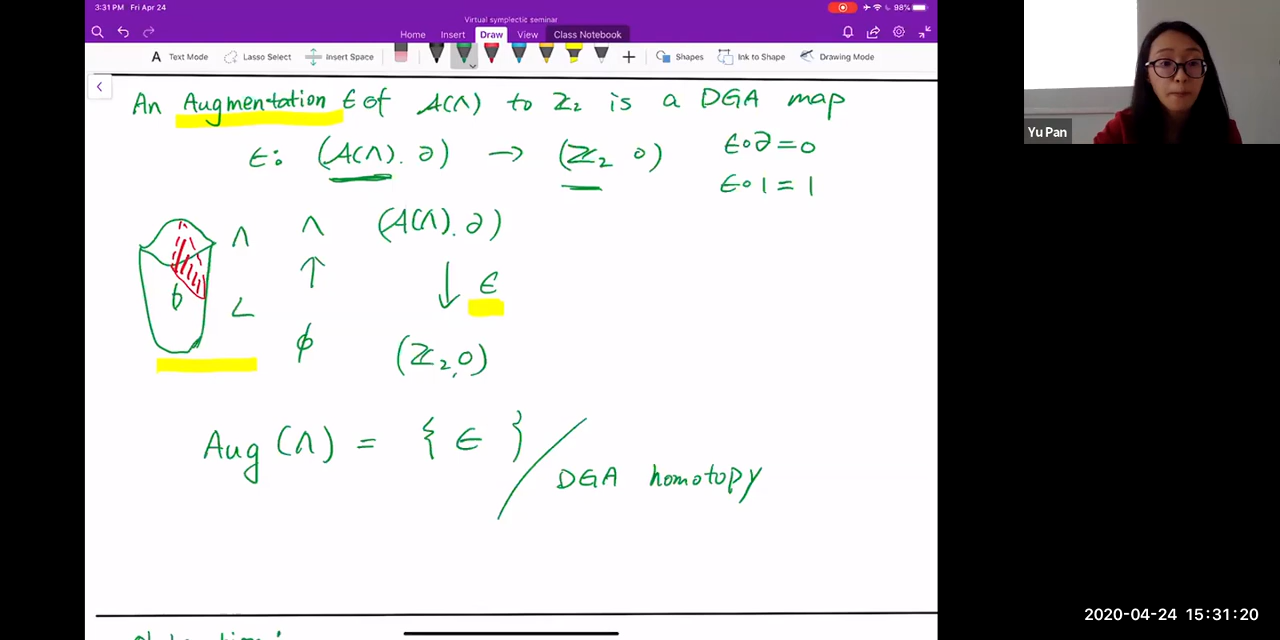 3:31 PM Fri Apr 24
98%
Virtual symplectic seminar
Home Insert Draw View Class Notebook
A Text Mode Lasso Select Insert Space Shapes Ink to Shape Drawing Mode
An Augmentation ε of A(Λ) to ℤ₂ is a DGA map
ε: (A(Λ), ∂) → (ℤ₂, 0) ε∘∂=0
ε∘1=1
Λ Λ (A(Λ), ∂)
L ↑ ↓ ε
ϕ (ℤ₂, 0)
Aug(Λ) = { ε } / DGA homotopy
Yu Pan
2020-04-24 15:31:20